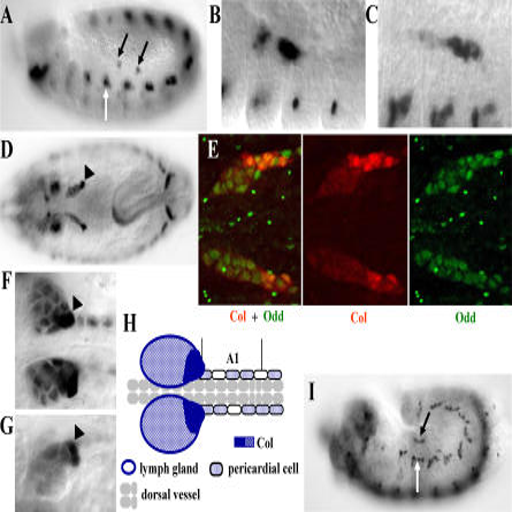 A
B
C
D
E
Col + Odd
Col
Odd
F
G
H
A1
Col
lymph gland
pericardial cell
dorsal vessel
I